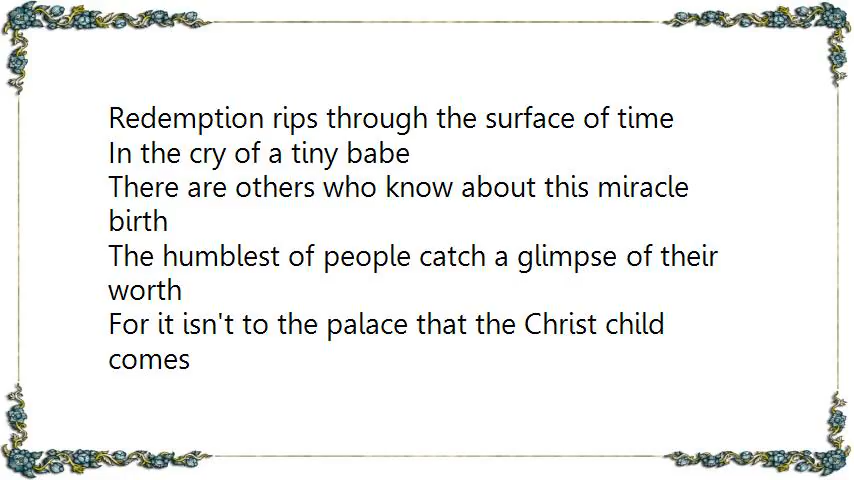 Redemption rips through the surface of time
In the cry of a tiny babe
There are others who know about this miracle
birth
The humblest of people catch a glimpse of their
worth
For it isn't to the palace that the Christ child
comes